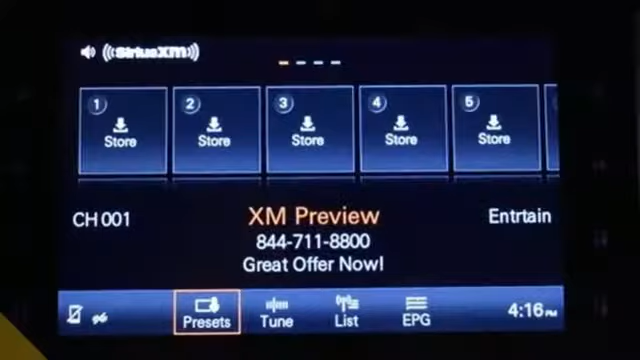 ((SiriusXM))
1 2 3 4 5
Store Store Store Store Store
CH 001 XM Preview Entrtain
844-711-8800
Great Offer Now!
Presets Tune List EPG 4:16 PM